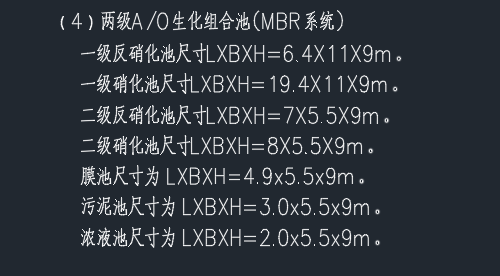 （4）两级A/O生化组合池(MBR系统)
一级反硝化池尺寸LXBXH=6.4X11X9m。
一级硝化池尺寸LXBXH=19.4X11X9m。
二级反硝化池尺寸LXBXH=7X5.5X9m。
二级硝化池尺寸LXBXH=8X5.5X9m。
膜池尺寸为 LXBXH=4.9x5.5x9m。
污泥池尺寸为 LXBXH=3.0x5.5x9m。
浓液池尺寸为 LXBXH=2.0x5.5x9m。